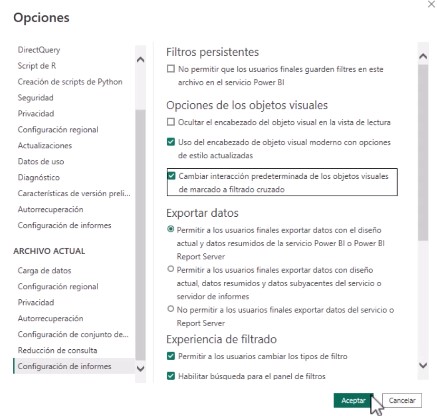 Opciones
DirectQuery
Script de R
Creación de scripts de Python
Seguridad
Privacidad
Configuración regional
Actualizaciones
Datos de uso
Diagnóstico
Características de versión preli...
Autorrecuperación
Configuración de informes
ARCHIVO ACTUAL
Carga de datos
Configuración regional
Privacidad
Autorrecuperación
Configuración de conjunto de...
Reducción de consulta
Configuración de informes
Filtros persistentes
No permitir que los usuarios finales guarden filtros en este
archivo en el servicio Power BI
Opciones de los objetos visuales
Ocultar el encabezado del objeto visual en la vista de lectura
Uso del encabezado de objeto visual moderno con opciones
de estilo actualizadas
Cambiar interacción predeterminada de los objetos visuales
de marcado a filtrado cruzado
Exportar datos
Permitir a los usuarios finales exportar datos con el diseño
actual y datos resumidos de la servicio Power BI o Power BI
Report Server
Permitir a los usuarios finales exportar datos con diseño
actual, datos resumidos y datos subyacentes del servicio o
servidor de informes
No permitir a los usuarios finales exportar datos del servicio o
Report Server
Experiencia de filtrado
Permitir a los usuarios cambiar los tipos de filtro
Habilitar búsqueda para el panel de filtros
Aceptar
Cancelar